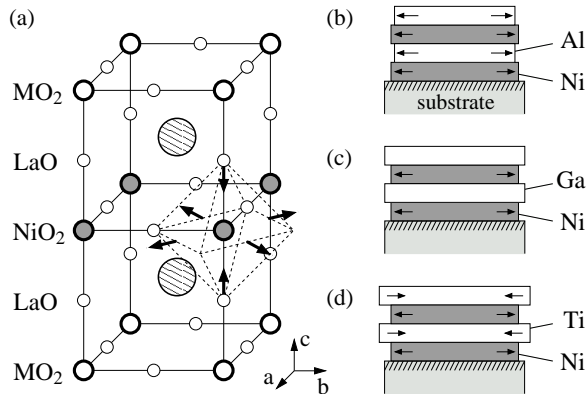 (a)
MO2
LaO
NiO2
LaO
MO2
c
a
b
(b)
Al
Ni
substrate
(c)
Ga
Ni
(d)
Ti
Ni